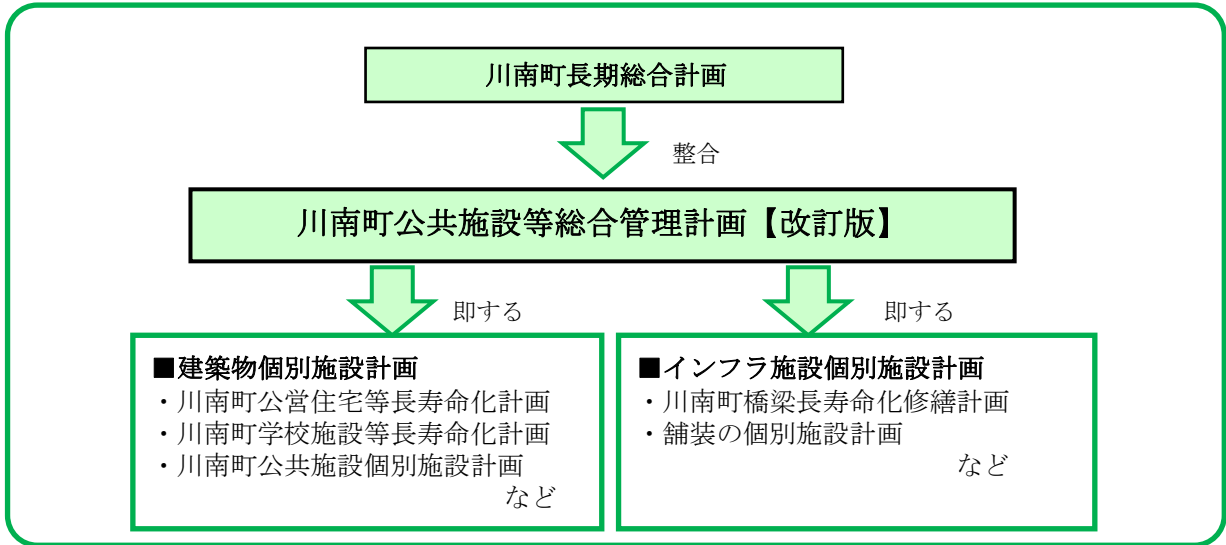 川南町長期総合計画
整合
川南町公共施設等総合管理計画【改訂版】
即する
即する
■建築物個別施設計画
・川南町公営住宅等長寿命化計画
・川南町学校施設等長寿命化計画
・川南町公共施設個別施設計画
など
■インフラ施設個別施設計画
・川南町橋梁長寿命化修繕計画
・舗装の個別施設計画
など